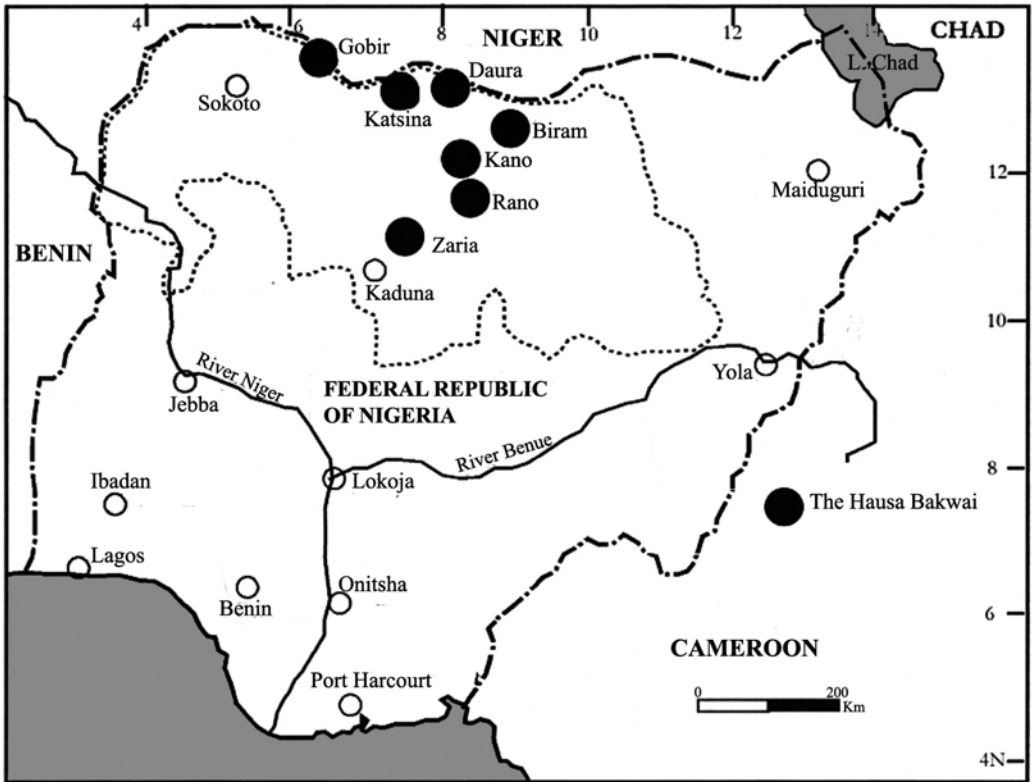 4
6
8
10
12
14
NIGER
CHAD
Gobir
Daura
L. Chad
Sokoto
Katsina
Biram
Kano
12
Maiduguri
Rano
BENIN
Zaria
Kaduna
10
River Niger
Yola
Jebba
FEDERAL REPUBLIC
OF NIGERIA
River Benue
8
Ibadan
Lokoja
The Hausa Bakwai
Lagos
Onitsha
Benin
6
CAMEROON
Port Harcourt
0
200
Km
4N